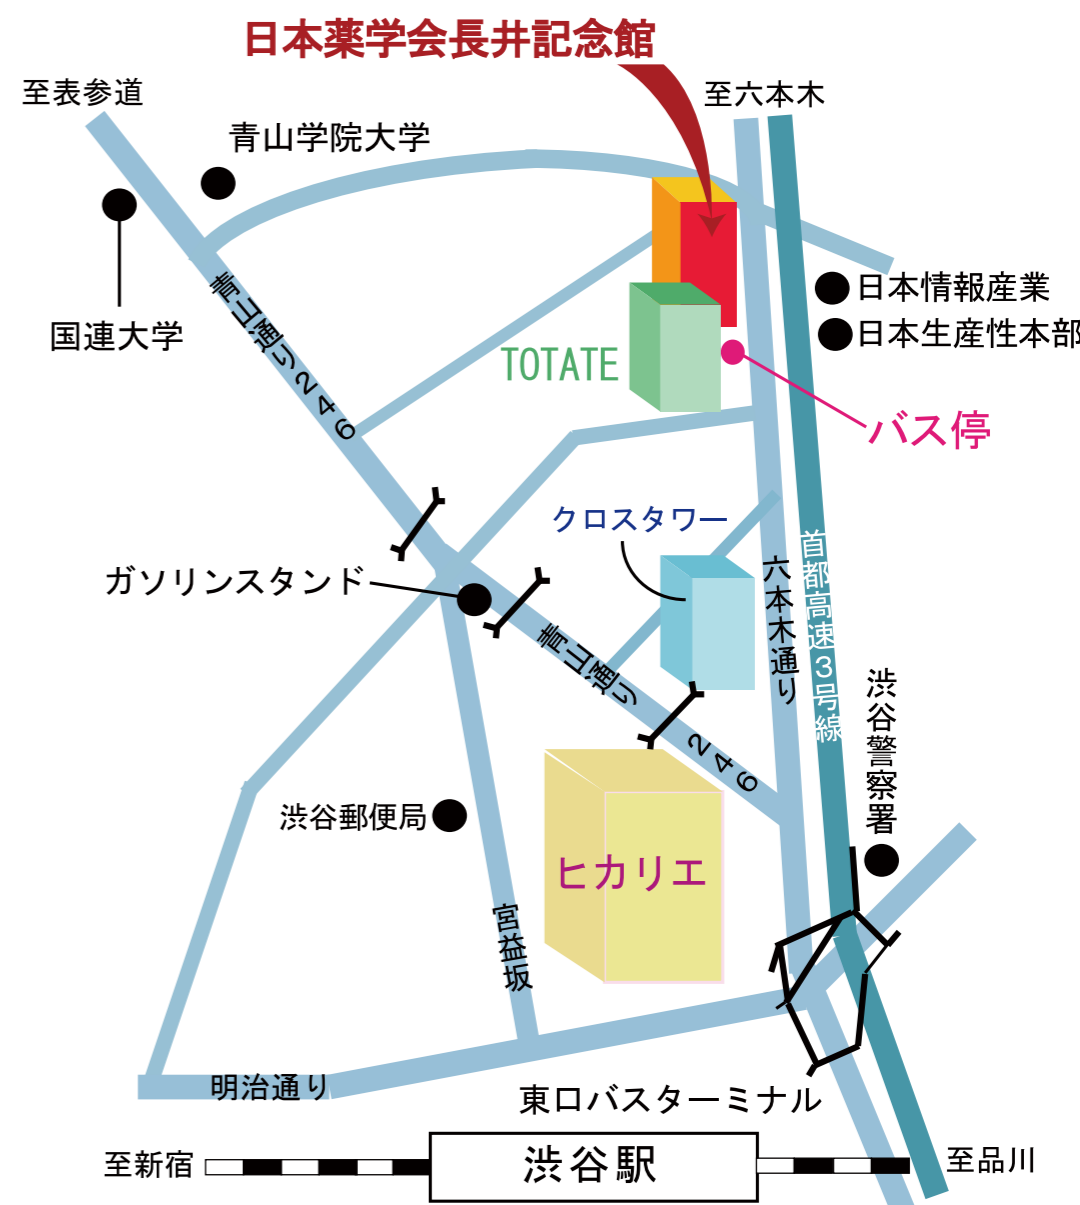 日本薬学会長井記念館
至表参道
至六本木
青山学院大学
国連大学
青山通り246
日本情報産業
日本生産性本部
TOTATE
バス停
クロスタワー
ガソリンスタンド
六本木通り
首都高速3号線
青山通り
246
渋谷警察署
渋谷郵便局
ヒカリエ
宮益坂
明治通り
東口バスターミナル
至新宿
渋谷駅
至品川